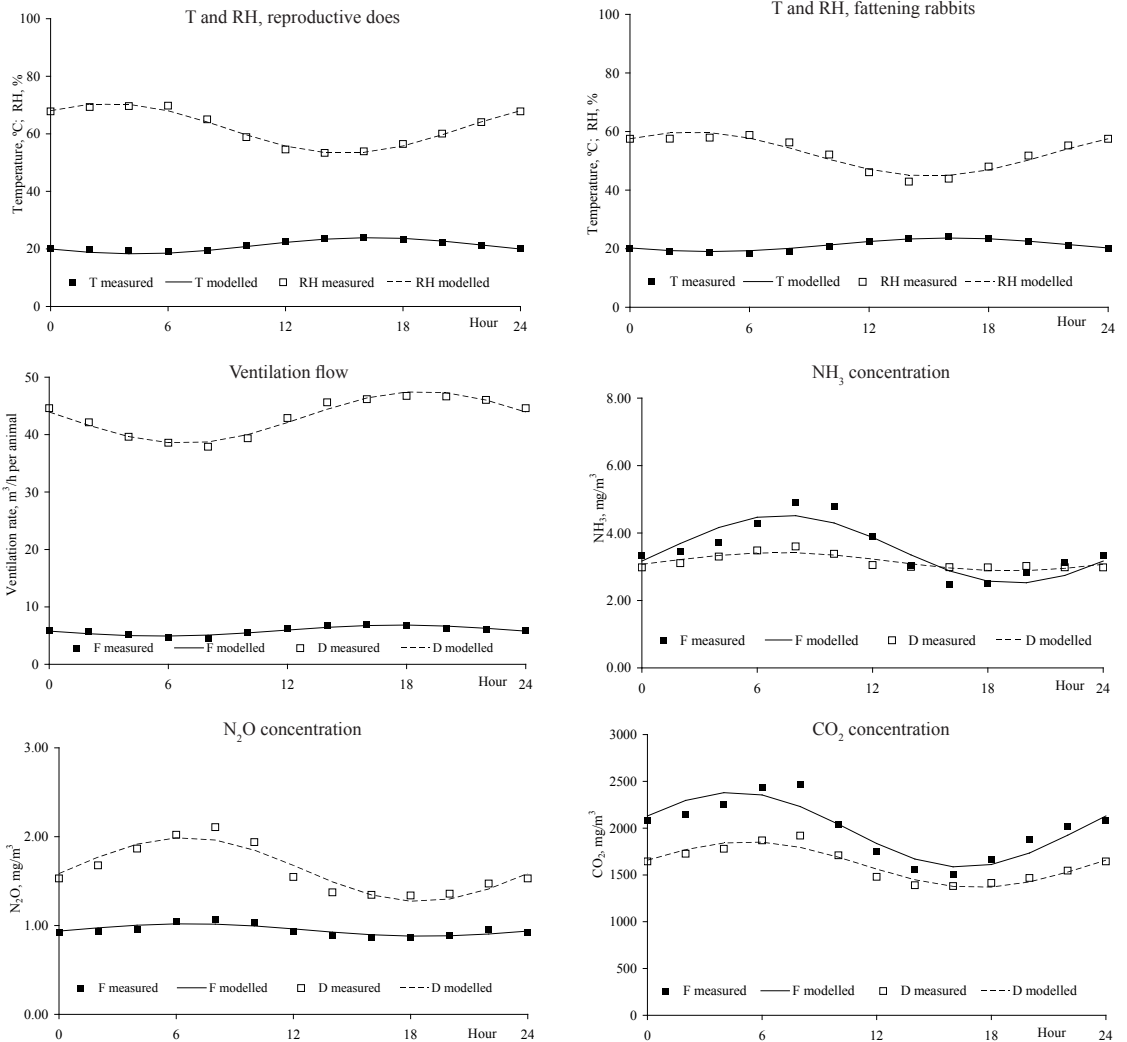 T and RH, reproductive does
100
80
60
40
20
0
Temperature, ºC; RH, %
T measured
T modelled
RH measured
RH modelled
0
6
12
18
24
Hour
T and RH, fattening rabbits
100
80
60
40
20
0
Temperature, ºC; RH, %
T measured
T modelled
RH measured
RH modelled
0
6
12
18
24
Hour
Ventilation flow
50
40
30
20
10
0
Ventilation rate, m³/h per animal
F measured
F modelled
D measured
D modelled
0
6
12
18
24
Hour
NH₃ concentration
8.00
6.00
4.00
2.00
0.00
NH₃, mg/m³
F measured
F modelled
D measured
D modelled
0
6
12
18
24
Hour
N₂O concentration
3.00
2.00
1.00
0.00
N₂O, mg/m³
F measured
F modelled
D measured
D modelled
0
6
12
18
24
Hour
CO₂ concentration
3000
2500
2000
1500
1000
500
0
CO₂, mg/m³
F measured
F modelled
D measured
D modelled
0
6
12
18
24
Hour